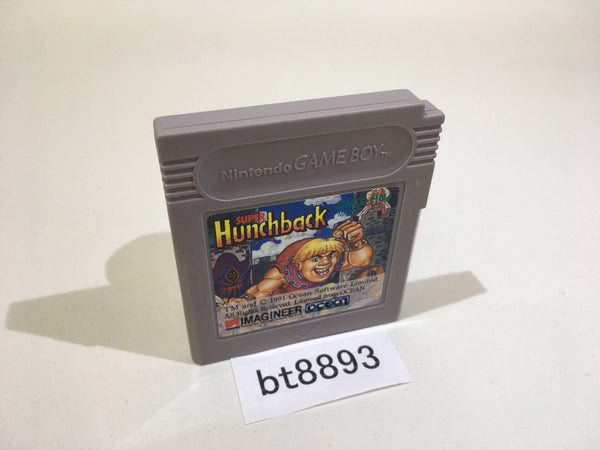 Nintendo GAME BOY TM
SUPER
Hunchback
TM and © 1991 Ocean Software Limited.
All Rights Reserved. Licensed from OCEAN
IMAGINEER ocean
bt8893